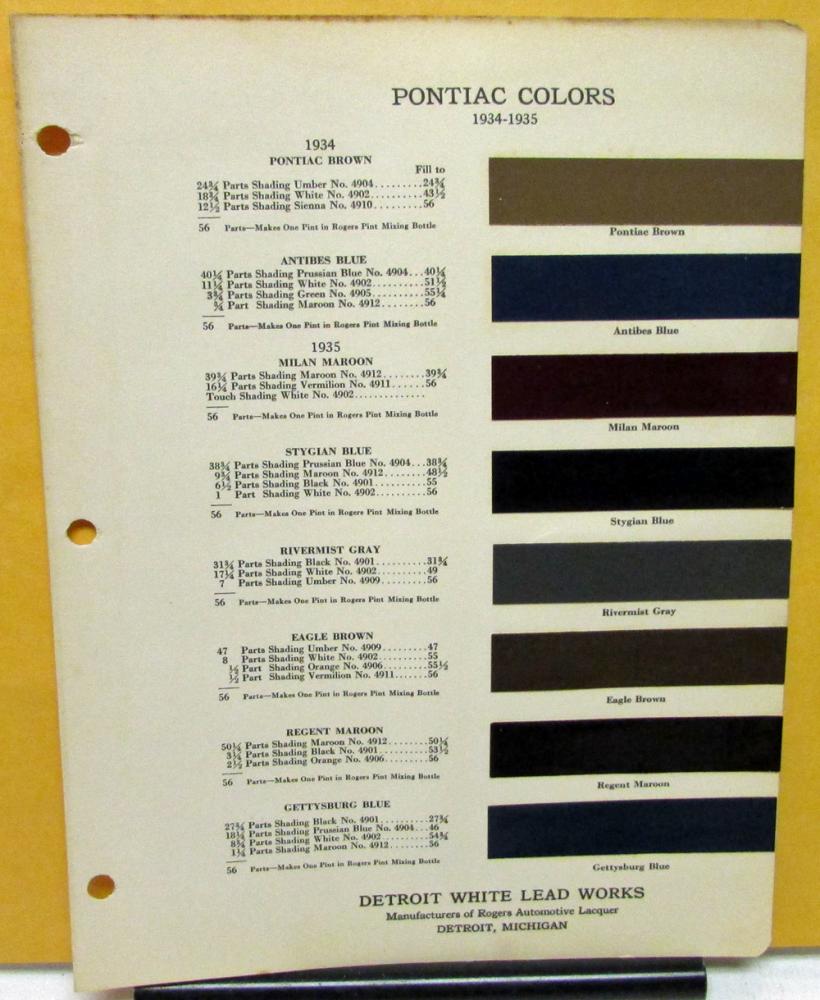 PONTIAC COLORS
1934-1935
1934
PONTIAC BROWN
Fill to
24¾ Parts Shading Umber No. 4904.........24¾
18¾ Parts Shading White No. 4902.........43½
12½ Parts Shading Sienna No. 4910.........56
56 Parts—Makes One Pint in Rogers Pint Mixing Bottle
Pontiac Brown
ANTIBES BLUE
40¼ Parts Shading Prussian Blue No. 4904...40¼
11¼ Parts Shading White No. 4902.........51½
3¾ Parts Shading Green No. 4905.........55¼
¾ Part Shading Maroon No. 4912.........56
56 Parts—Makes One Pint in Rogers Pint Mixing Bottle
Antibes Blue
1935
MILAN MAROON
39¾ Parts Shading Maroon No. 4912........39¾
16¼ Parts Shading Vermilion No. 4911......56
Touch Shading White No. 4902..............
56 Parts—Makes One Pint in Rogers Pint Mixing Bottle
Milan Maroon
STYGIAN BLUE
38¾ Parts Shading Prussian Blue No. 4904...38¾
9¾ Parts Shading Maroon No. 4912........48½
6½ Parts Shading Black No. 4901..........55
1 Part Shading White No. 4902..........56
56 Parts—Makes One Pint in Rogers Pint Mixing Bottle
Stygian Blue
RIVERMIST GRAY
31¾ Parts Shading Black No. 4901..........31¾
17¼ Parts Shading White No. 4902.........49
7 Parts Shading Umber No. 4909.........56
56 Parts—Makes One Pint in Rogers Pint Mixing Bottle
Rivermist Gray
EAGLE BROWN
47 Parts Shading Umber No. 4909.........47
8 Parts Shading White No. 4902.........55
½ Part Shading Orange No. 4906........55½
½ Part Shading Vermilion No. 4911......56
56 Parts—Makes One Pint in Rogers Pint Mixing Bottle
Eagle Brown
REGENT MAROON
50¼ Parts Shading Maroon No. 4912........50¼
3¼ Parts Shading Black No. 4901..........53½
2½ Parts Shading Orange No. 4906.........56
56 Parts—Makes One Pint in Rogers Pint Mixing Bottle
Regent Maroon
GETTYSBURG BLUE
27¾ Parts Shading Black No. 4901..........27¾
18¼ Parts Shading Prussian Blue No. 4904...46
8¾ Parts Shading White No. 4902.........54¾
1¼ Parts Shading Maroon No. 4912........56
56 Parts—Makes One Pint in Rogers Pint Mixing Bottle
Gettysburg Blue
DETROIT WHITE LEAD WORKS
Manufacturers of Rogers Automotive Lacquer
DETROIT, MICHIGAN